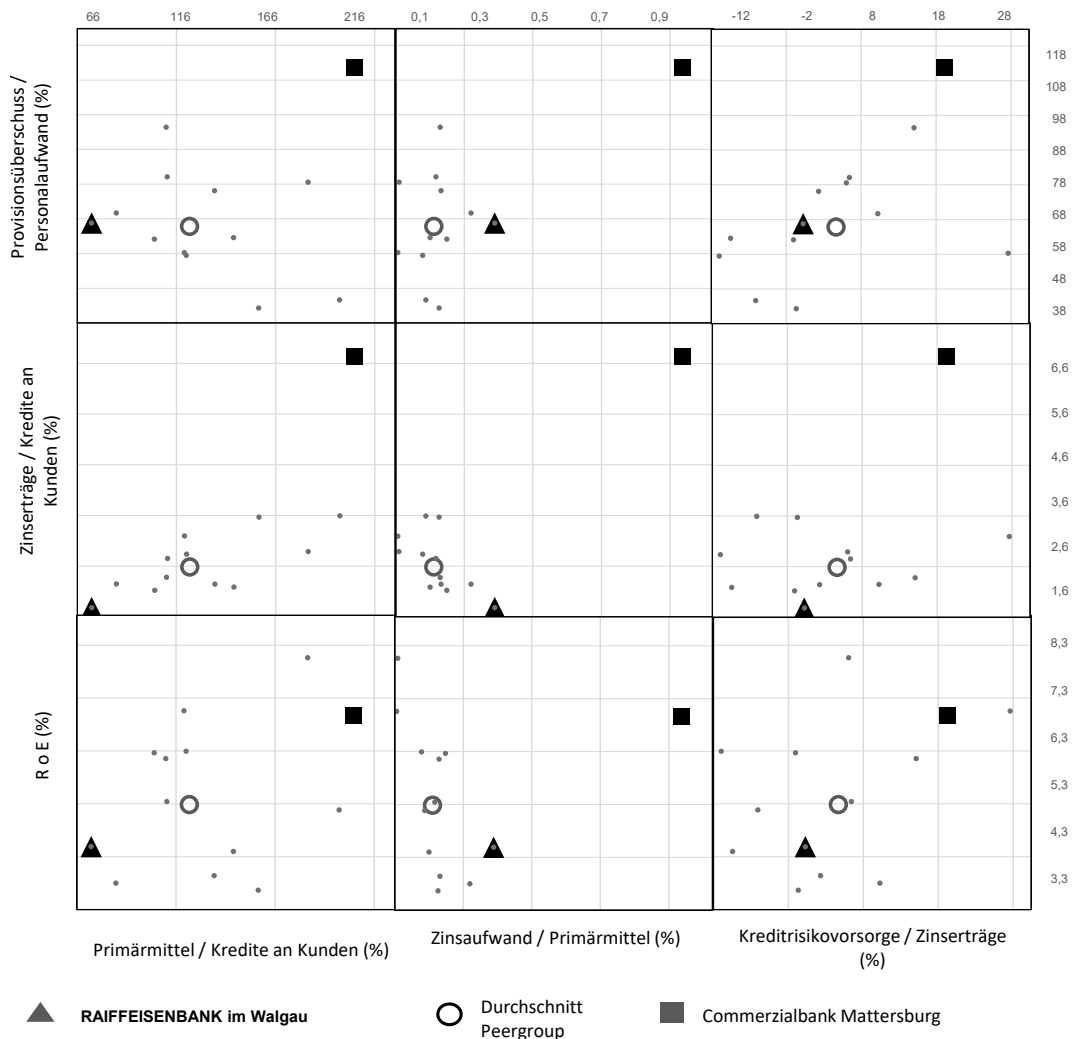 66 116 166 216 0,1 0,3 0,5 0,7 0,9 -12 -2 8 18 28
Provisionsüberschuss /
Personalaufwand (%)
118
108
98
88
78
68
58
48
38
Zinserträge / Kredite an
Kunden (%)
6,6
5,6
4,6
3,6
2,6
1,6
R o E (%)
8,3
7,3
6,3
5,3
4,3
3,3
Primärmittel / Kredite an Kunden (%)
Zinsaufwand / Primärmittel (%)
Kreditrisikovorsorge / Zinserträge
(%)
RAIFFEISENBANK im Walgau
Durchschnitt
Peergroup
Commerzialbank Mattersburg